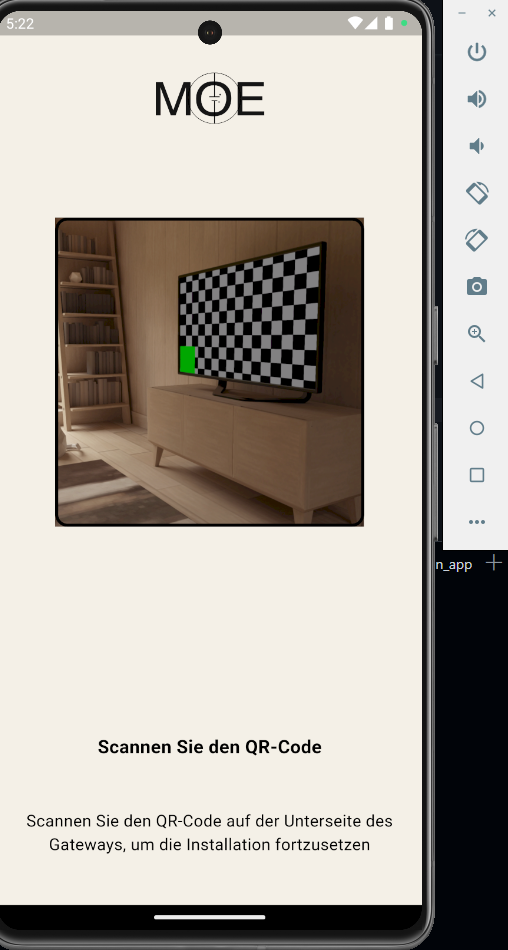 5:22
MOE
n_app
Scannen Sie den QR-Code
Scannen Sie den QR-Code auf der Unterseite des
Gateways, um die Installation fortzusetzen